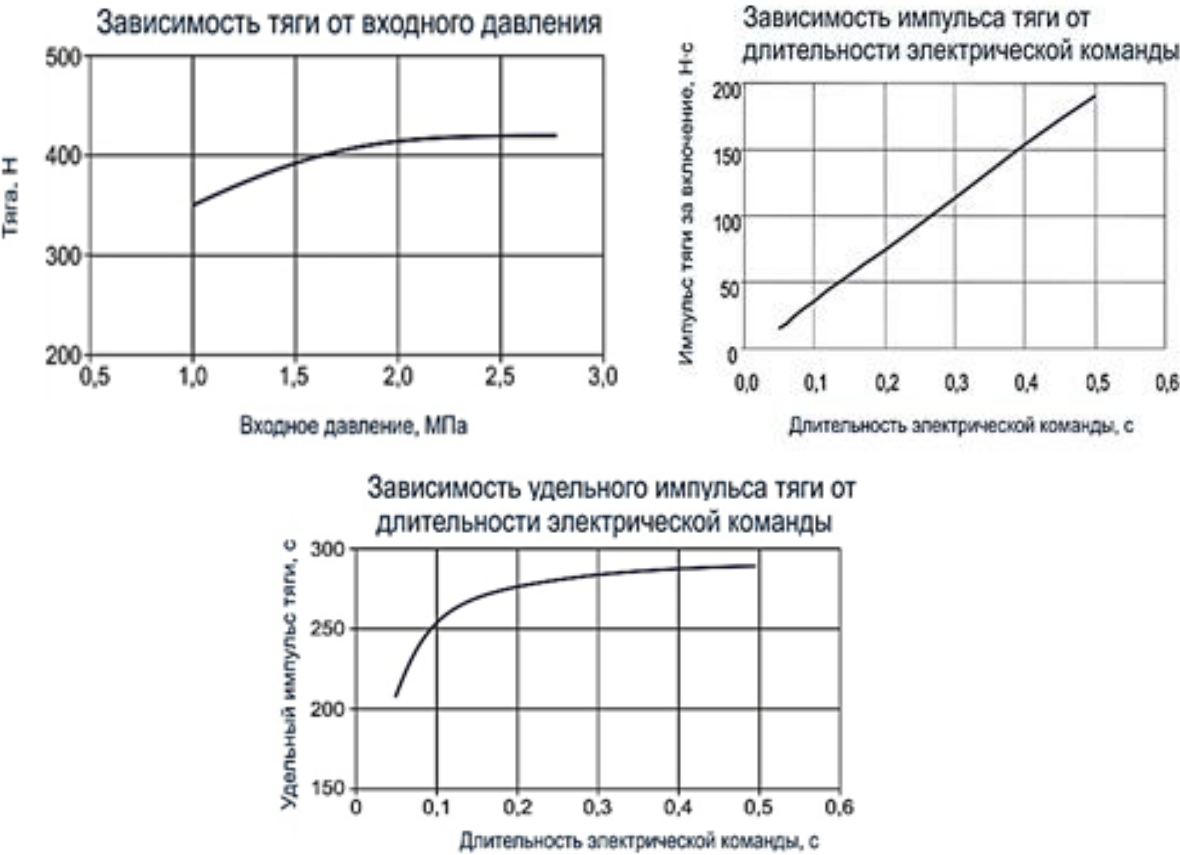 Зависимость тяги от входного давления
500
400
300
200
Тяга. Н
0,5 1,0 1,5 2,0 2,5 3,0
Входное давление, МПа
Зависимость импульса тяги от
длительности электрической команды
Импульс тяги за включение, Н·с
200
150
100
50
0
0,0 0,1 0,2 0,3 0,4 0,5 0,6
Длительность электрической команды, с
Зависимость удельного импульса тяги от
длительности электрической команды
Удельный импульс тяги, с
300
250
200
150
0 0,1 0,2 0,3 0,4 0,5 0,6
Длительность электрической команды, с